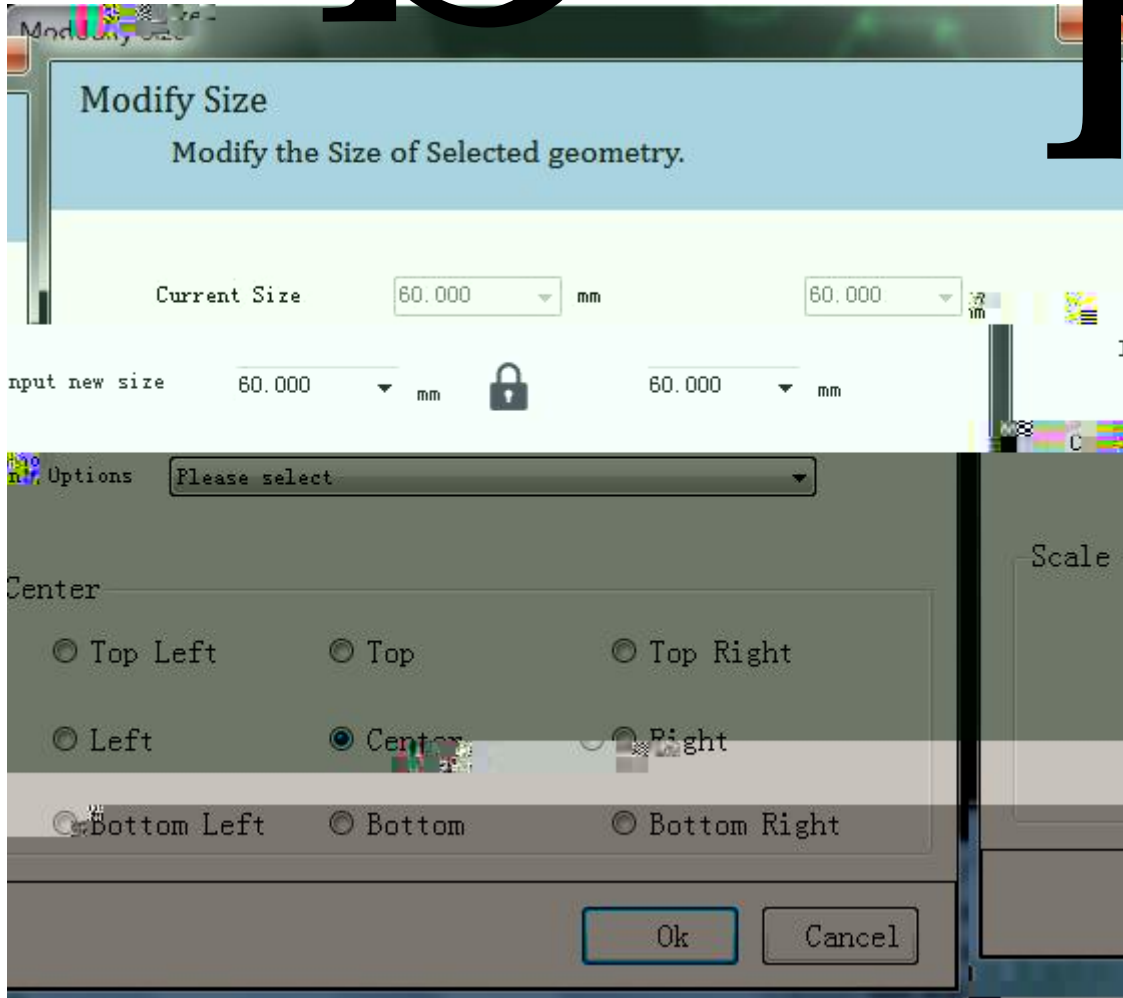 Modify Size
Modify the Size of Selected geometry.
Current Size 60.000 mm 60.000
nput new size 60.000 mm 60.000 mm
Options Please select
Scale
Center
Top Left Top Top Right
Left Center Right
Bottom Left Bottom Bottom Right
Ok Cancel